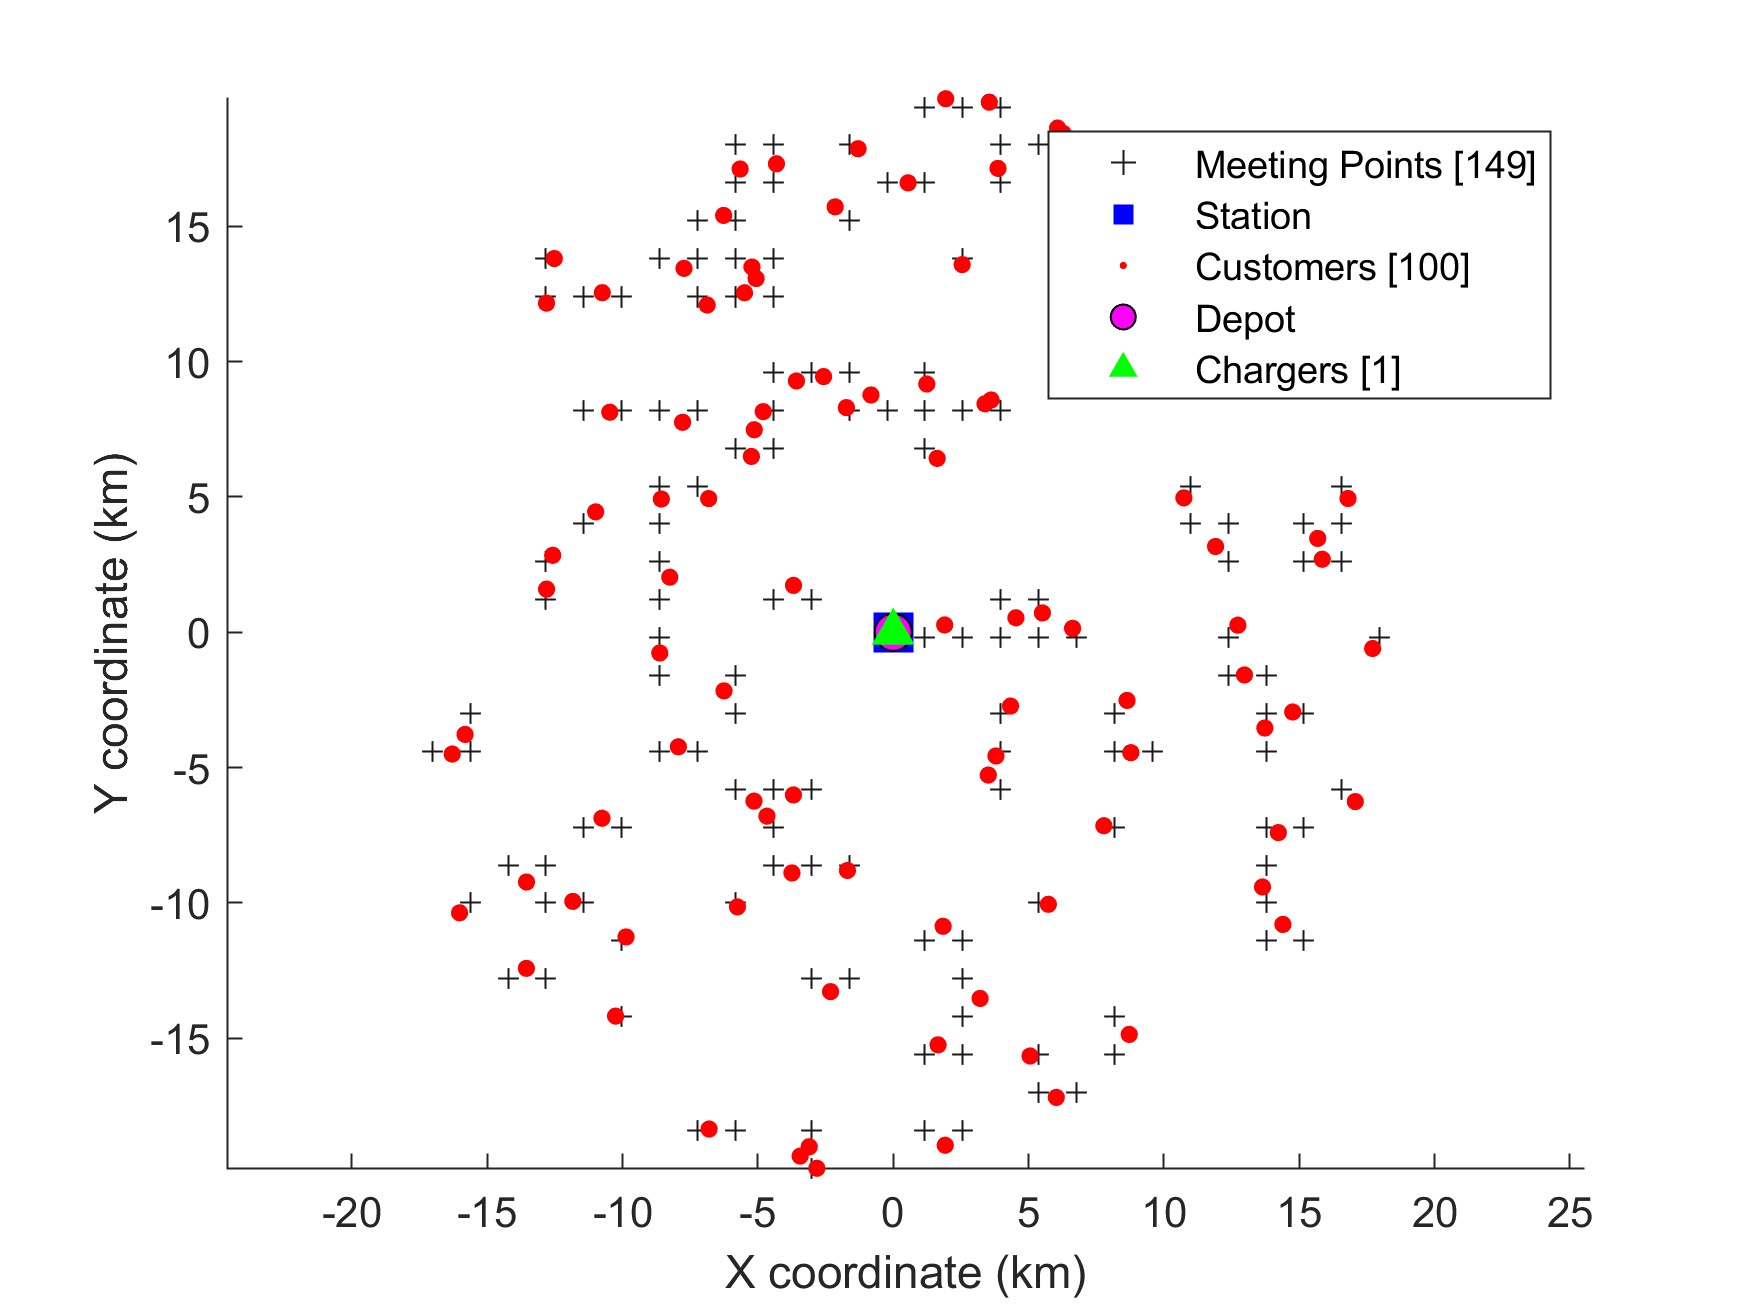 Meeting Points [149]
Station
Customers [100]
Depot
Chargers [1]
15
10
5
0
-5
-10
-15
Y coordinate (km)
-20 -15 -10 -5 0 5 10 15 20 25
X coordinate (km)